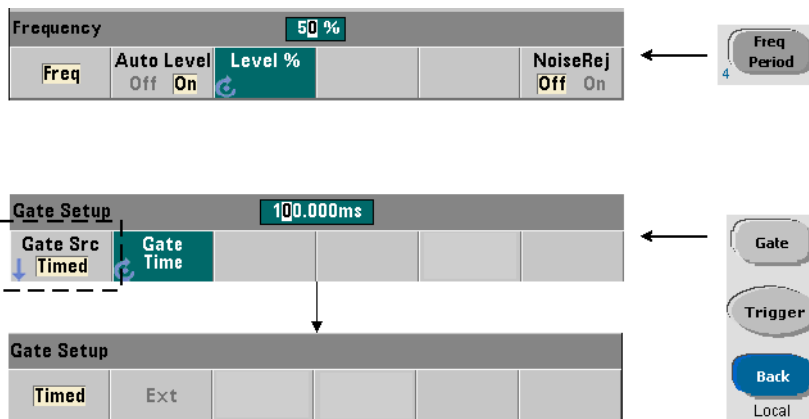 Frequency 50 %
Freq
Auto Level
Off On
Level %
NoiseRej
Off On
Freq
Period
4
Gate Setup 100.000ms
Gate Src
Timed
Gate
Time
Gate
Trigger
Gate Setup
Timed Ext
Back
Local